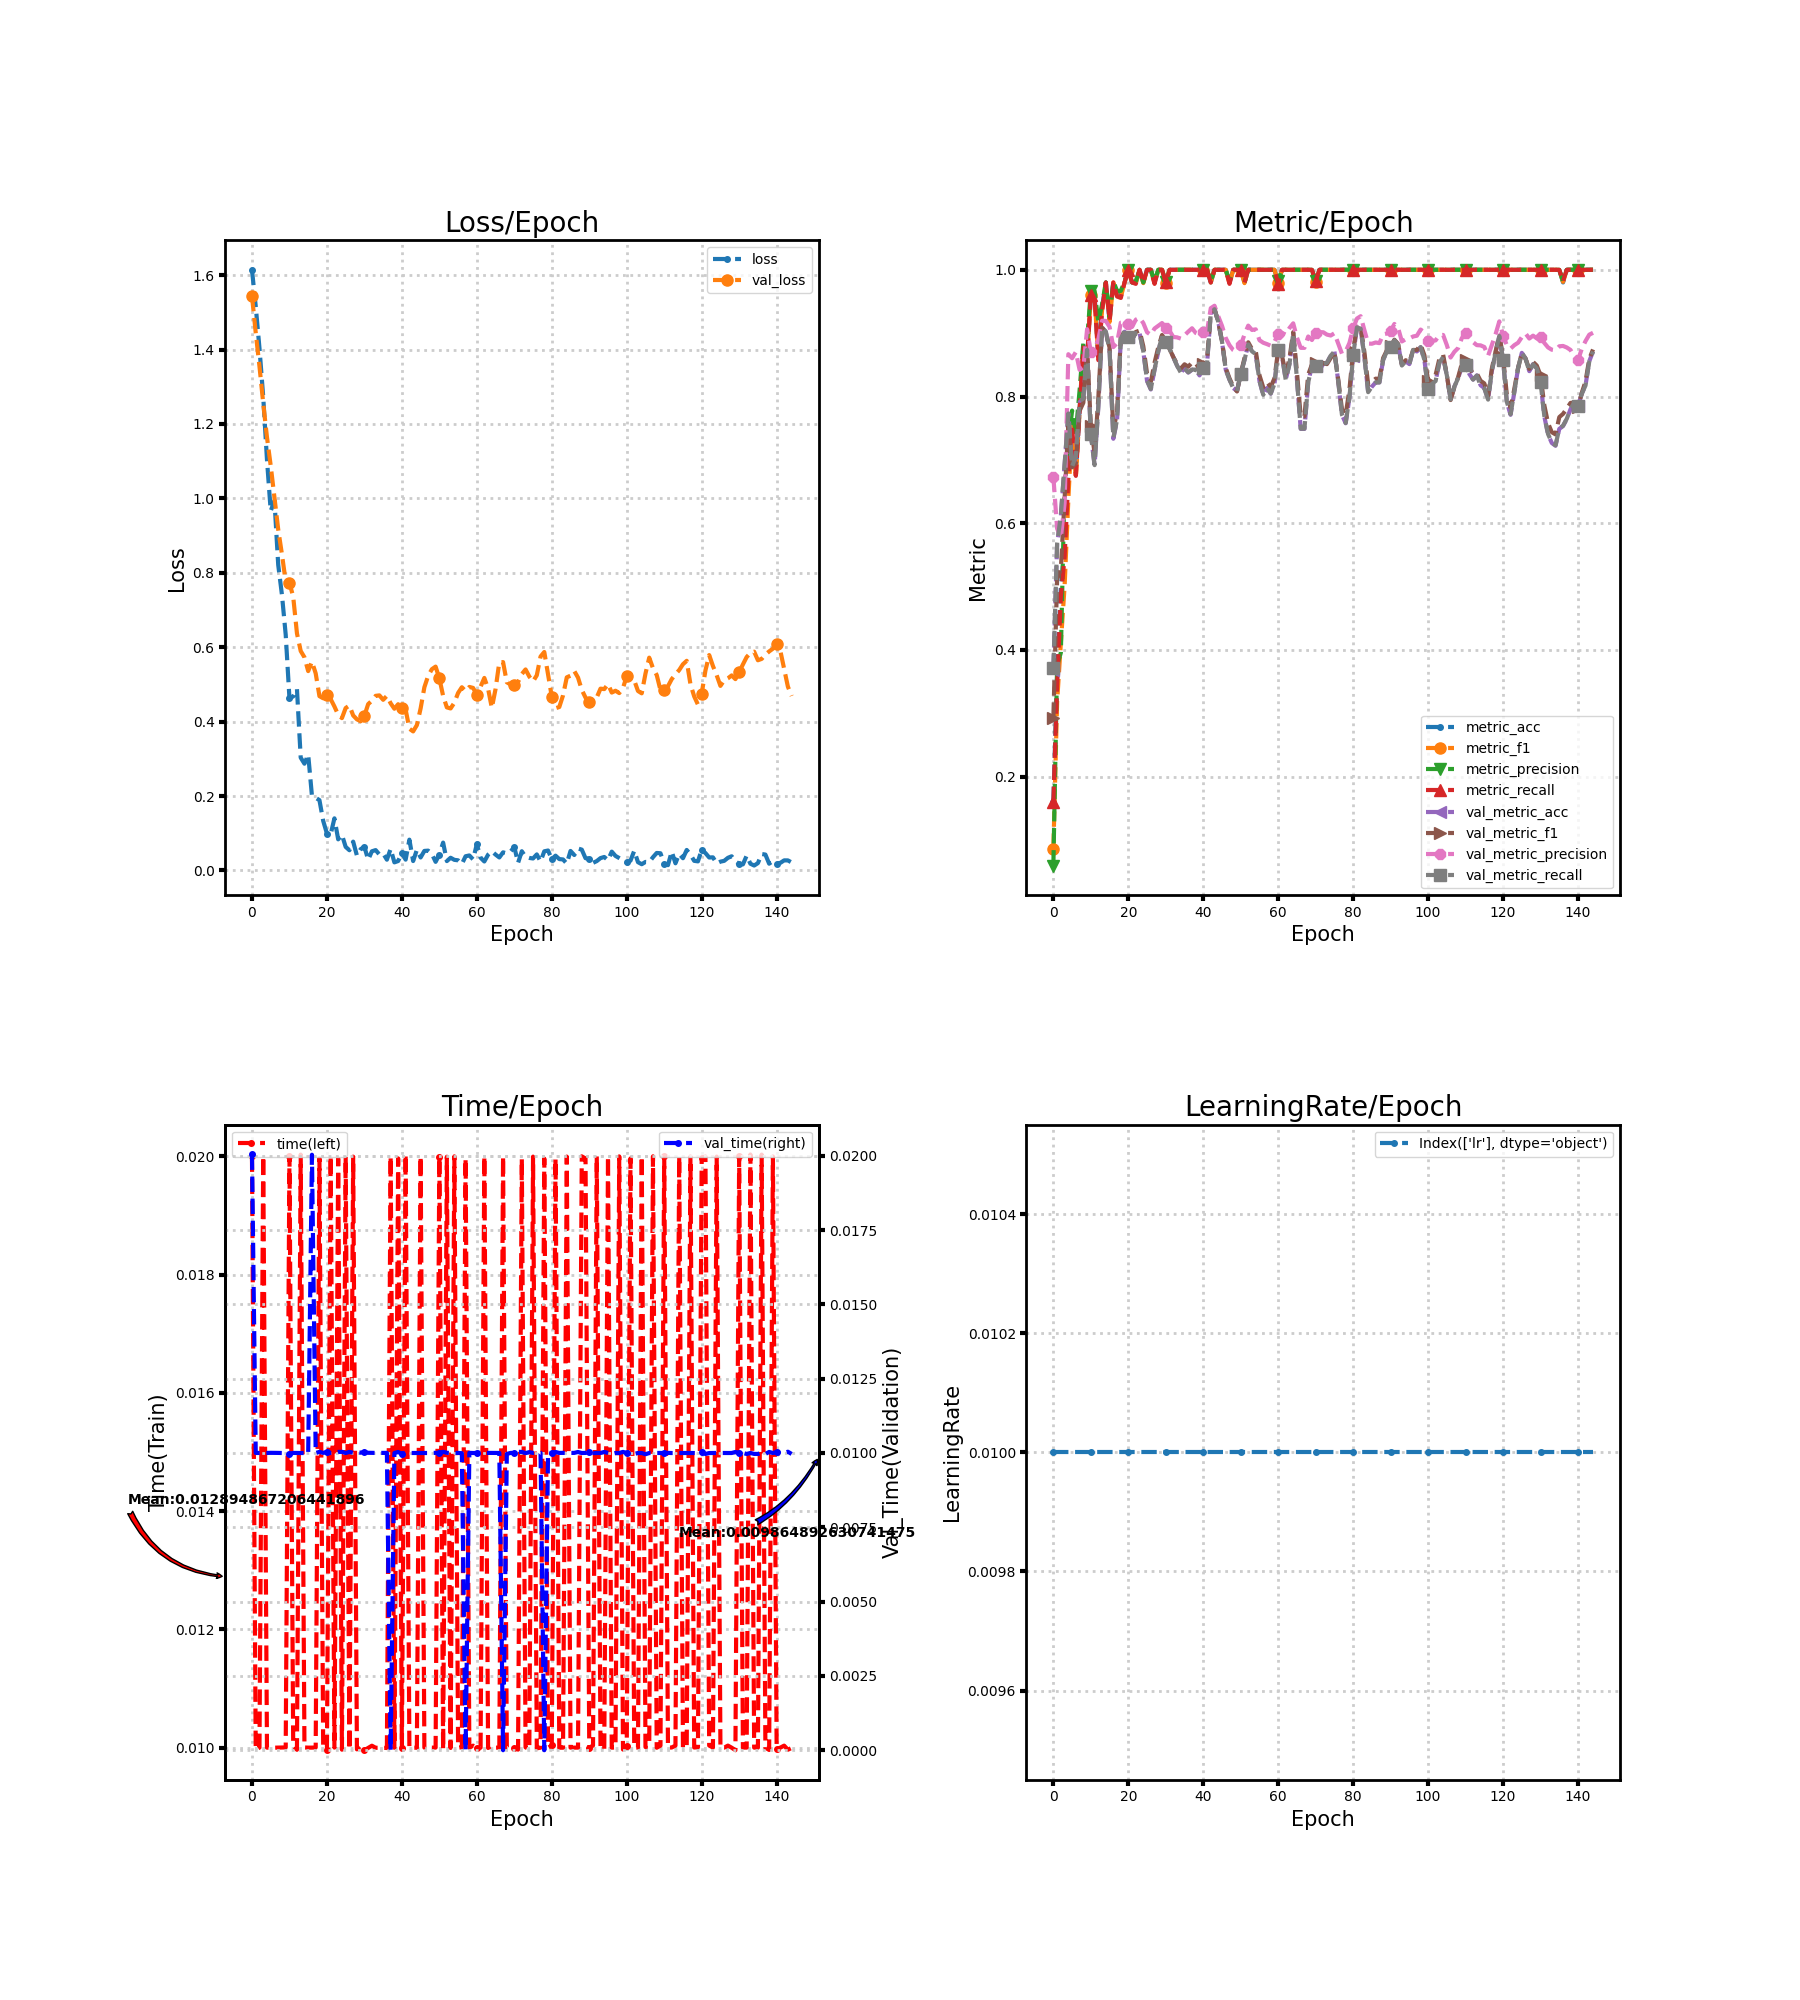 Loss/Epoch
loss
val_loss
1.6
1.4
1.2
1.0
0.8
0.6
0.4
0.2
0.0
Loss
0 20 40 60 80 100 120 140
Epoch
Metric/Epoch
1.0
0.8
0.6
0.4
0.2
Metric
metric_acc
metric_f1
metric_precision
metric_recall
val_metric_acc
val_metric_f1
val_metric_precision
val_metric_recall
0 20 40 60 80 100 120 140
Epoch
Time/Epoch
time(left)
val_time(right)
0.020
0.018
0.016
0.014
0.012
0.010
Time(Train)
Mean:0.012894867206441896
0.0200
0.0175
0.0150
0.0125
0.0100
0.0075
0.0050
0.0025
0.0000
Val_Time(Validation)
Mean:0.009864892630741475
0 20 40 60 80 100 120 140
Epoch
LearningRate/Epoch
Index(['lr'], dtype='object')
0.0104
0.0102
0.0100
0.0098
0.0096
LearningRate
0 20 40 60 80 100 120 140
Epoch